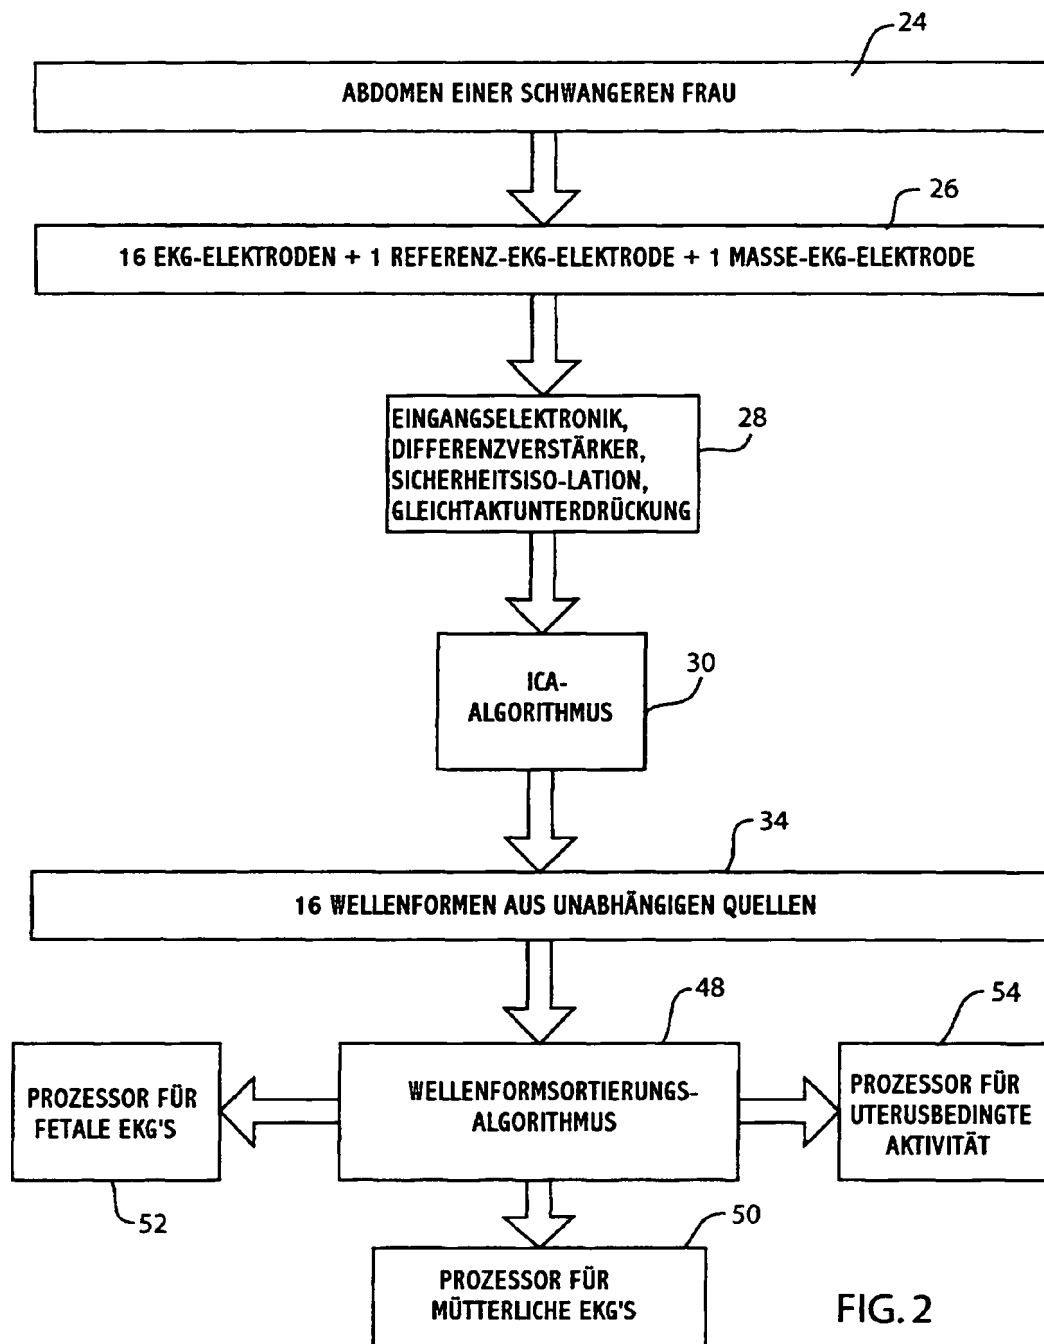 24
ABDOMEN EINER SCHWANGEREN FRAU
26
16 EKG-ELEKTRODEN + 1 REFERENZ-EKG-ELEKTRODE + 1 MASSE-EKG-ELEKTRODE
EINGANGSELEKTRONIK,
DIFFERENZVERSTÄRKER,
SICHERHEITSISO-LATION,
GLEICHTAKTUNTERDRÜCKUNG
28
ICA-
ALGORITHMUS
30
34
16 WELLENFORMEN AUS UNABHÄNGIGEN QUELLEN
48
54
PROZESSOR FÜR
FETALE EKG'S
WELLENFORMSORTIERUNGS-
ALGORITHMUS
PROZESSOR FÜR
UTERUSBEDINGTE
AKTIVITÄT
52
50
PROZESSOR FÜR
MÜTTERLICHE EKG'S
FIG. 2